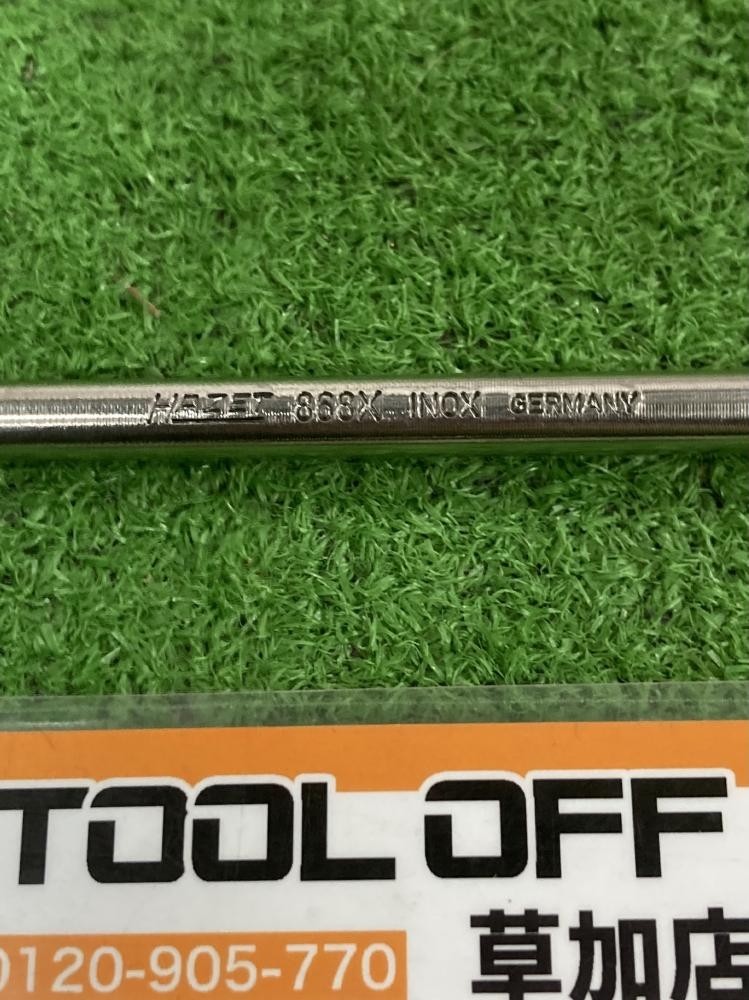 HAZET 868X INOX GERMANY
TOOL OFF
0120-905-770
草加店